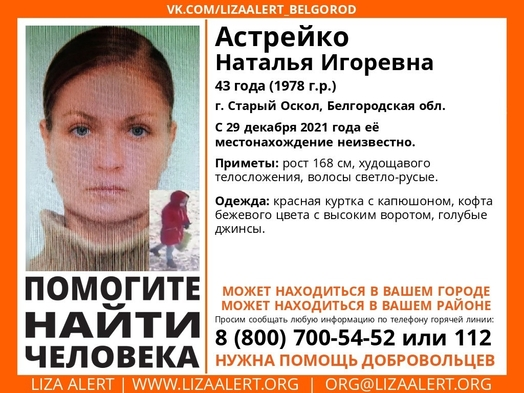 VK.COM/LIZAALERT_BELGOROD
Астрейко
Наталья Игоревна
43 года (1978 г.р.)
г. Старый Оскол, Белгородская обл.
С 29 декабря 2021 года её
местонахождение неизвестно.
Приметы: рост 168 см, худощавого
телосложения, волосы светло-русые.
Одежда: красная куртка с капюшоном, кофта
бежевого цвета с высоким воротом, голубые
джинсы.
ПОМОГИТЕ
НАЙТИ
ЧЕЛОВЕКА
МОЖЕТ НАХОДИТЬСЯ В ВАШЕМ ГОРОДЕ
МОЖЕТ НАХОДИТЬСЯ В ВАШЕМ РАЙОНЕ
Просим сообщать любую информацию по телефону горячей линии:
8 (800) 700-54-52 или 112
НУЖНА ПОМОЩЬ ДОБРОВОЛЬЦЕВ
LIZA ALERT | WWW.LIZAALERT.ORG | ORG@LIZAALERT.ORG